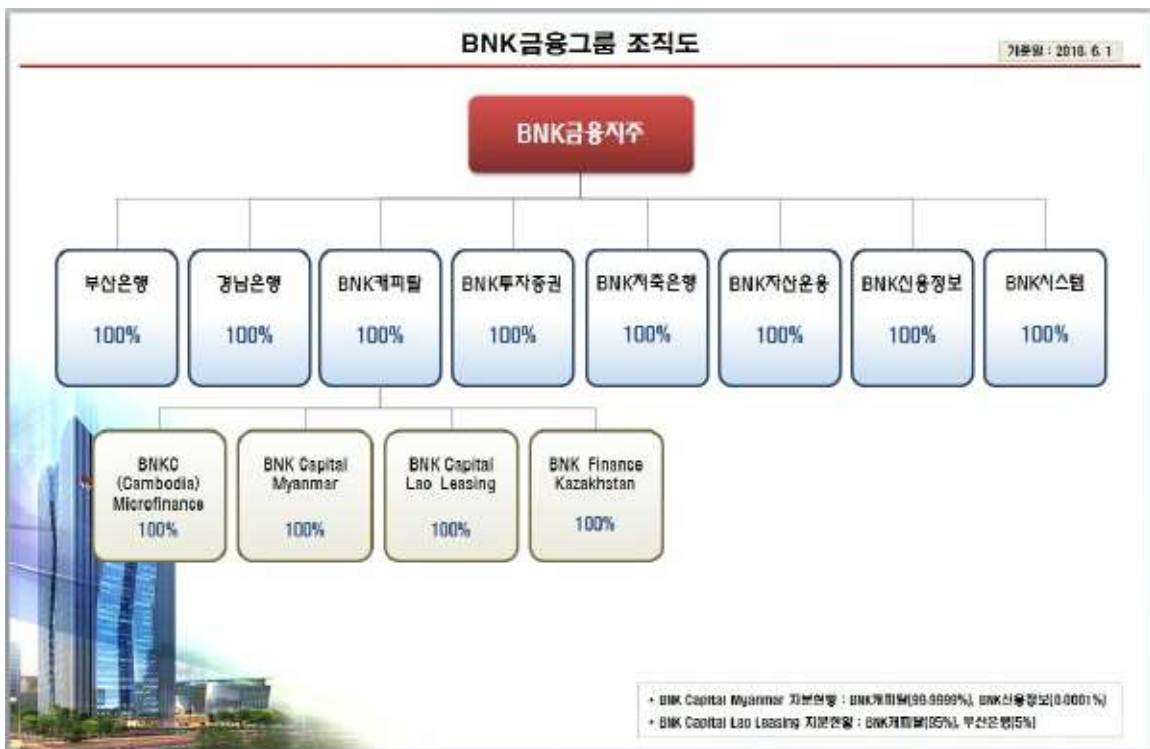 BNK금융그룹 조직도
기준일 : 2018. 6. 1
BNK금융지주
부산은행
100%
경남은행
100%
BNK캐피탈
100%
BNK투자증권
100%
BNK저축은행
100%
BNK자산운용
100%
BNK신용정보
100%
BNK시스템
100%
BNKC
(Cambodia)
Microfinance
100%
BNK Capital
Myanmar
100%
BNK Capital
Lao Leasing
100%
BNK Finance
Kazakhstan
100%
• BNK Capital Myanmar 지분현황 : BNK캐피탈(99.9999%), BNK신용정보(0.0001%)
• BNK Capital Lao Leasing 지분현황 : BNK캐피탈(95%), 부산은행(5%)